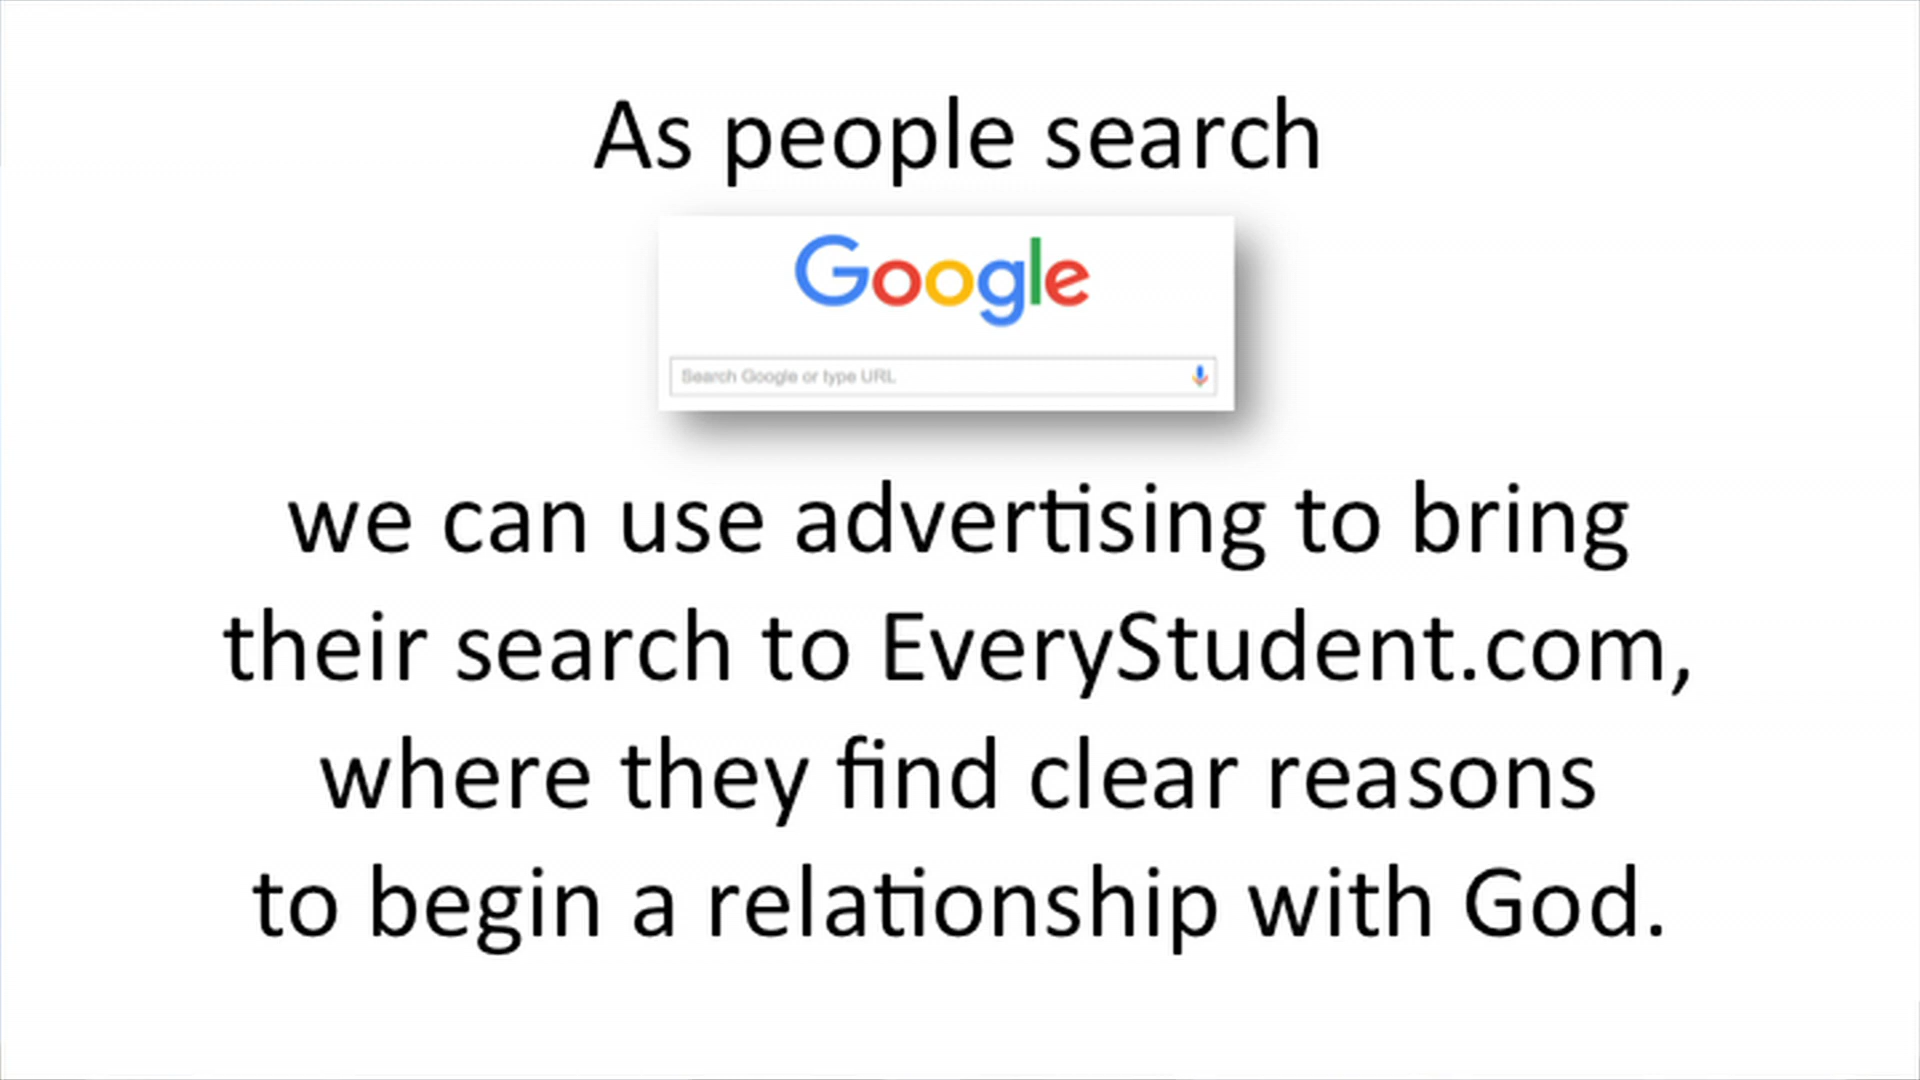 As people search
Google
Search Google or type URL
we can use advertising to bring
their search to EveryStudent.com,
where they find clear reasons
to begin a relationship with God.